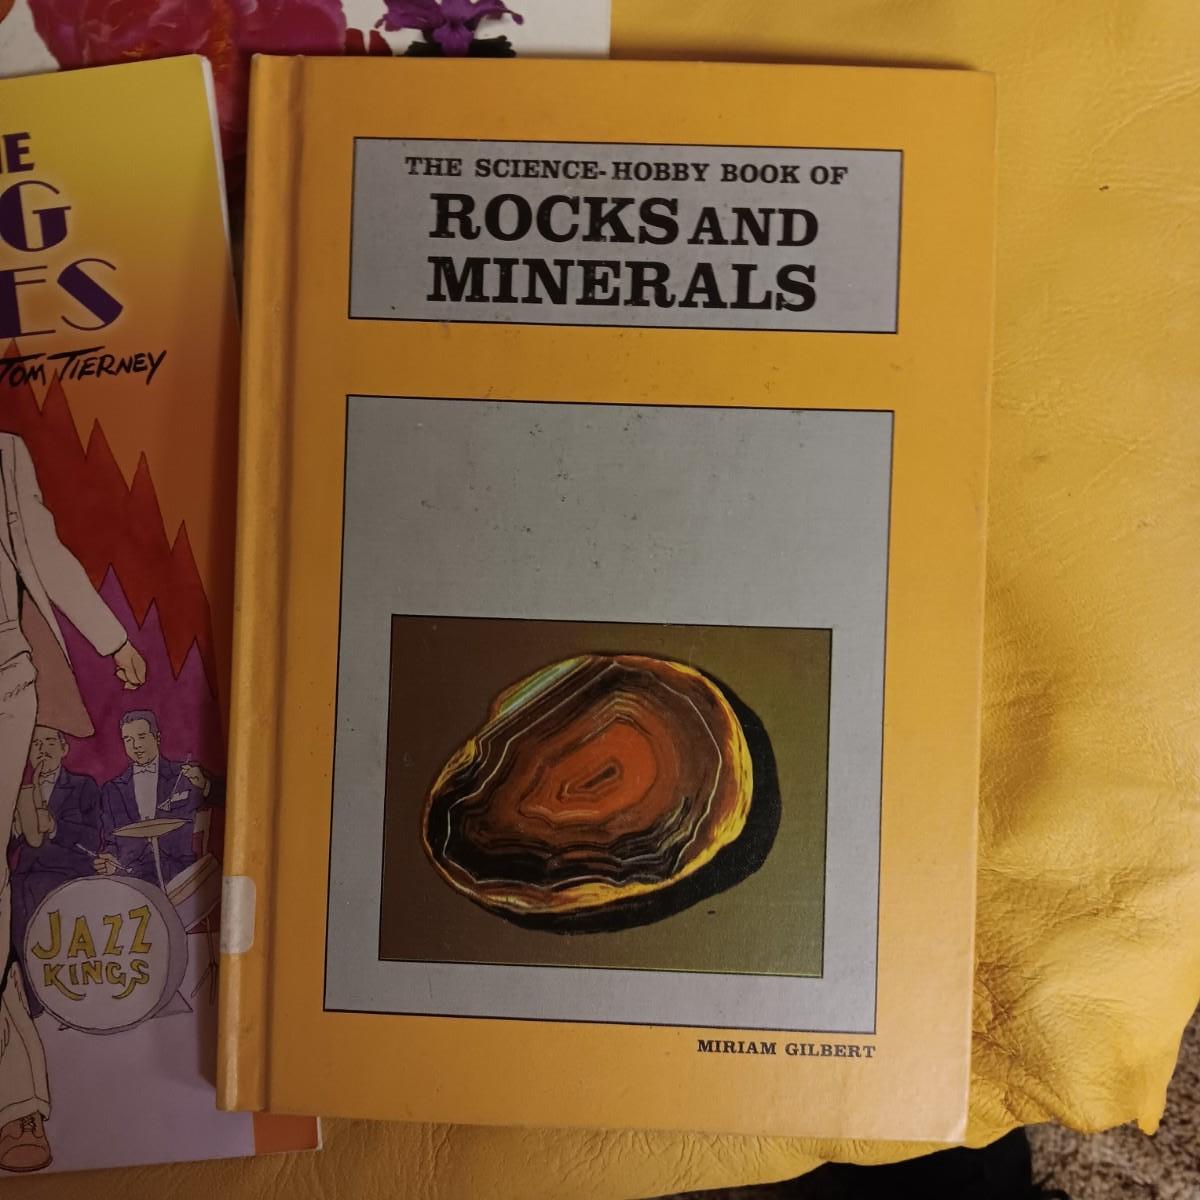 THE SCIENCE-HOBBY BOOK OF
ROCKS AND
MINERALS
MIRIAM GILBERT
TOM TIERNEY
JAZZ
KINGS